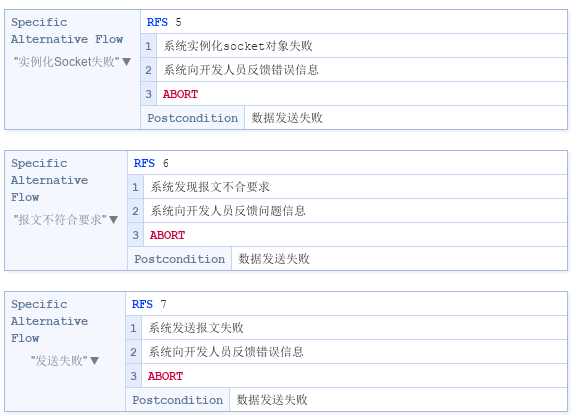 Specific
Alternative Flow
"实例化Socket失败" ▼
RFS 5
1 系统实例化socket对象失败
2 系统向开发人员反馈错误信息
3 ABORT
Postcondition 数据发送失败
Specific
Alternative
Flow
"报文不符合要求" ▼
RFS 6
1 系统发现报文不合要求
2 系统向开发人员反馈问题信息
3 ABORT
Postcondition 数据发送失败
Specific
Alternative
Flow
"发送失败" ▼
RFS 7
1 系统发送报文失败
2 系统向开发人员反馈错误信息
3 ABORT
Postcondition 数据发送失败